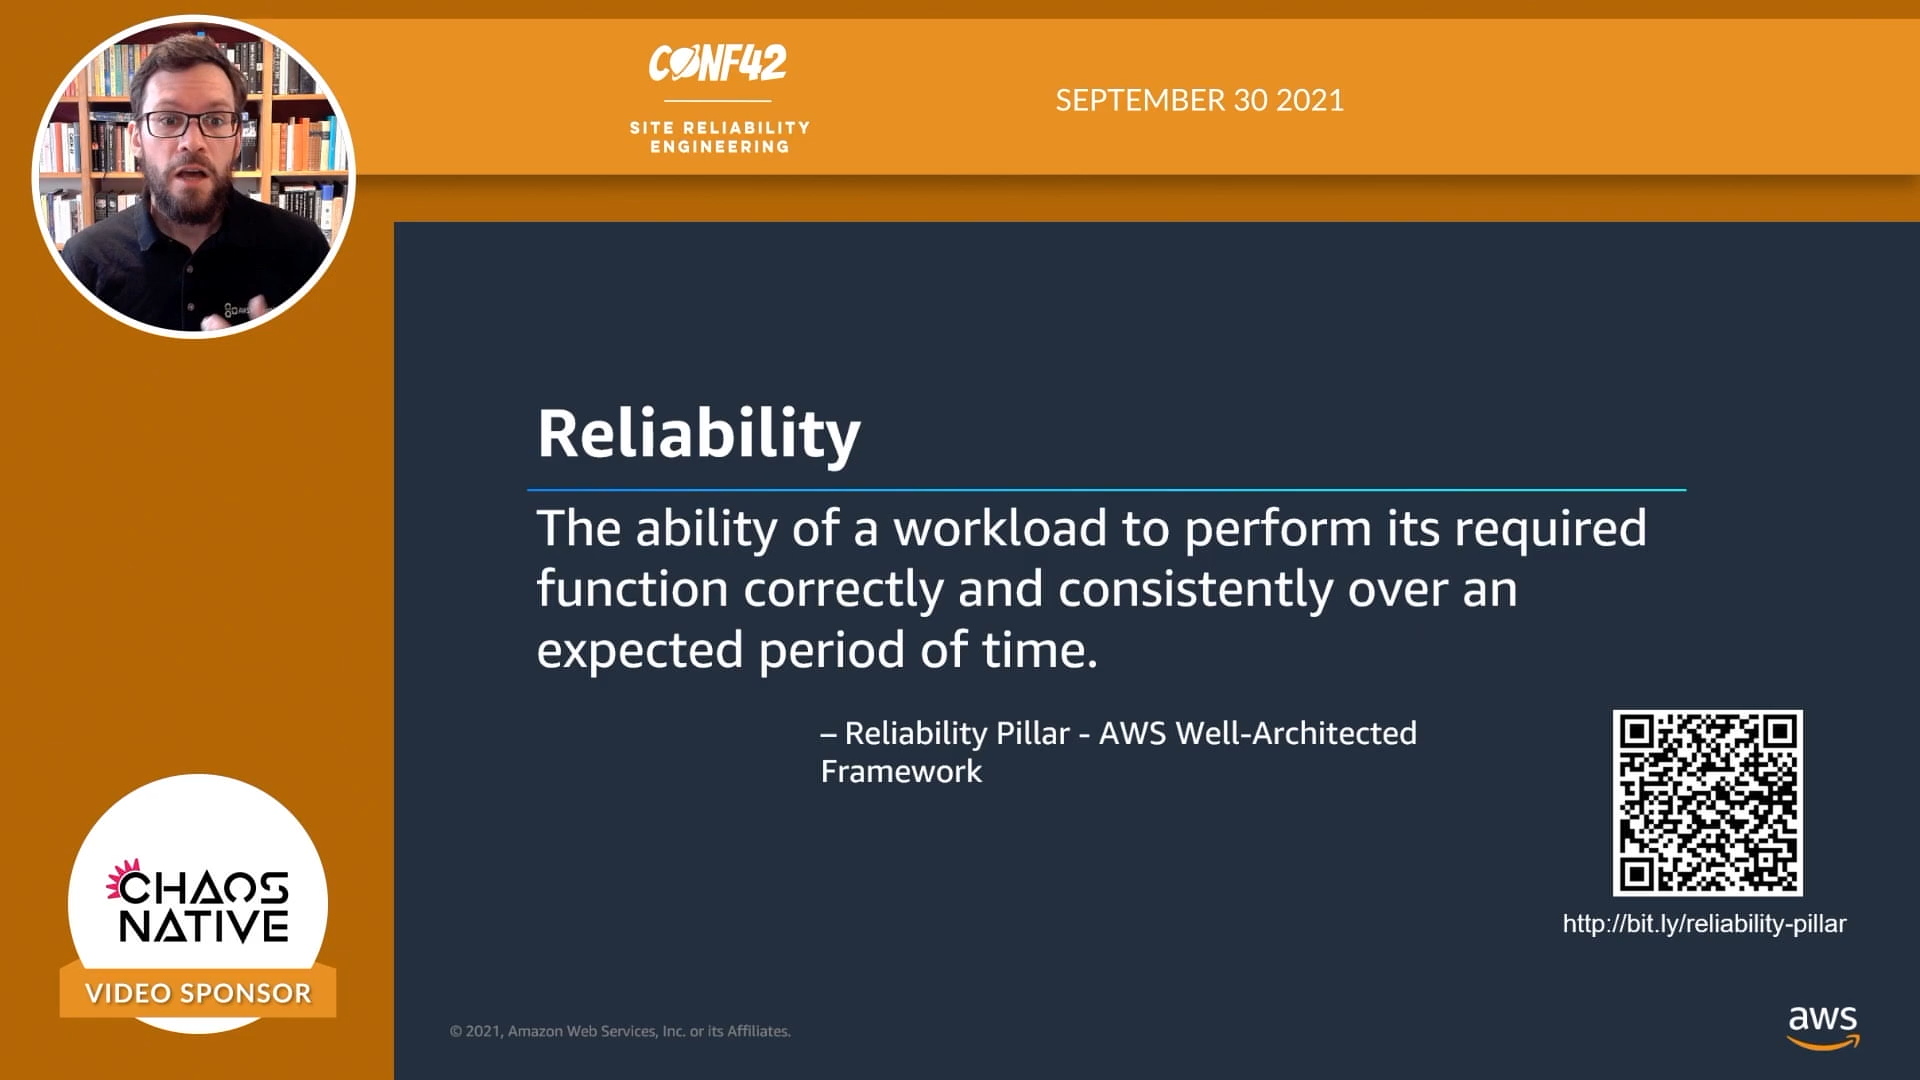 CONF42
SITE RELIABILITY
ENGINEERING
SEPTEMBER 30 2021
Reliability
The ability of a workload to perform its required
function correctly and consistently over an
expected period of time.
– Reliability Pillar - AWS Well-Architected
Framework
http://bit.ly/reliability-pillar
CHAOS
NATIVE
VIDEO SPONSOR
© 2021, Amazon Web Services, Inc. or its Affiliates.
aws